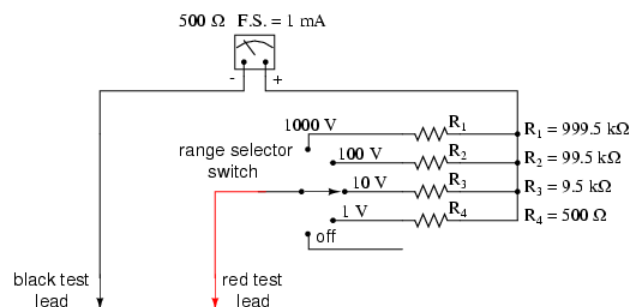 500 Ω F.S. = 1 mA
- +
1000 V R1 R1 = 999.5 kΩ
range selector
switch
100 V R2 R2 = 99.5 kΩ
10 V R3 R3 = 9.5 kΩ
1 V R4 R4 = 500 Ω
off
black test
lead
red test
lead